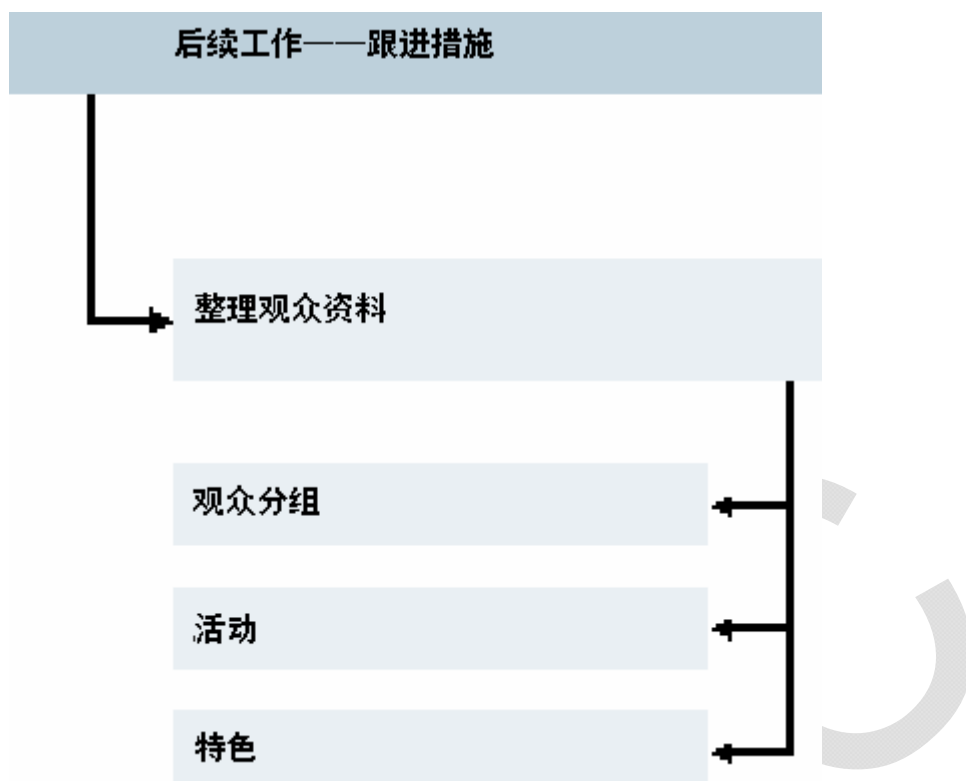 后续工作——跟进措施
整理观众资料
观众分组
活动
特色